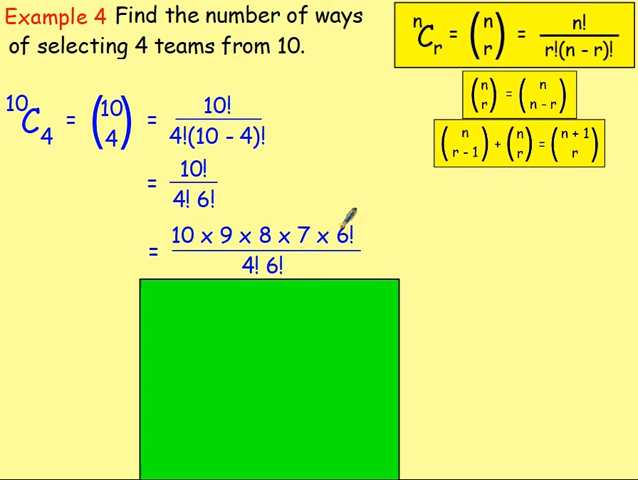 Example 4 Find the number of ways
of selecting 4 teams from 10.
ⁿCᵣ = (n r) = n! / r!(n - r)!
(n r) = (n n - r)
(n r - 1) + (n r) = (n + 1 r)
¹⁰C₄ = (10 4) = 10! / 4!(10 - 4)!
= 10! / 4! 6!
= 10 x 9 x 8 x 7 x 6! / 4! 6!